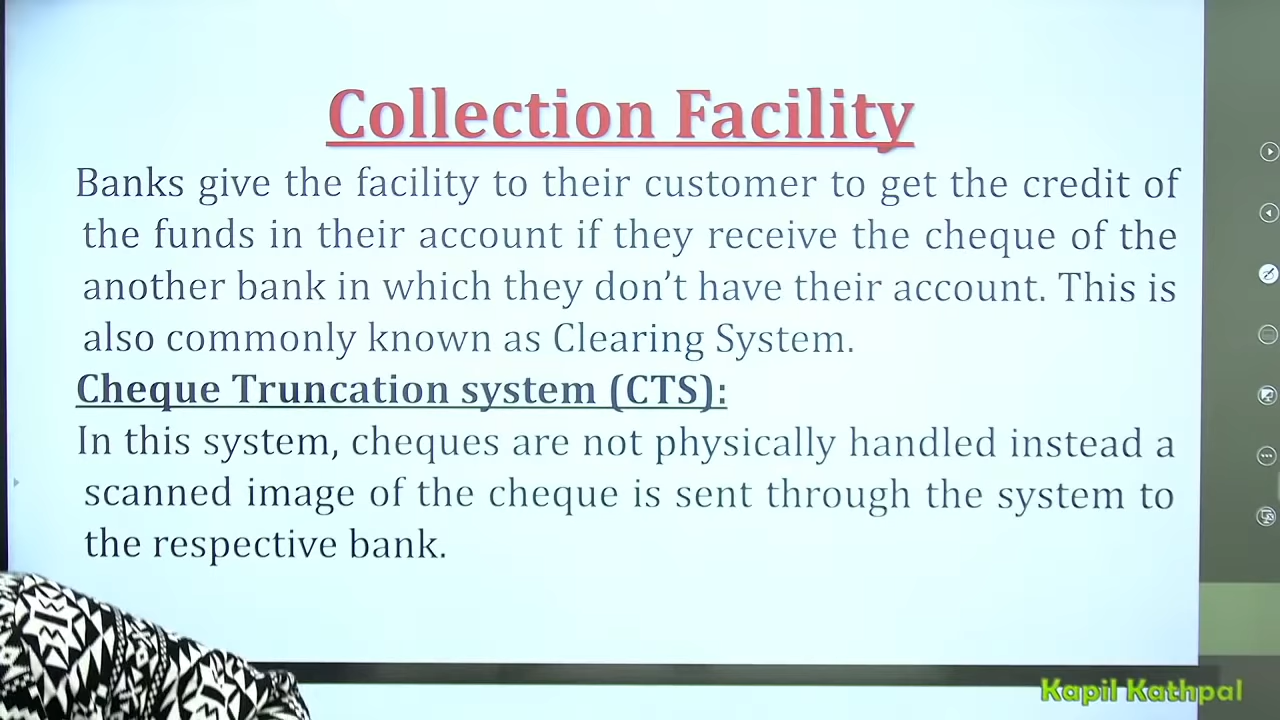 Collection Facility
Banks give the facility to their customer to get the credit of
the funds in their account if they receive the cheque of the
another bank in which they don't have their account. This is
also commonly known as Clearing System.
Cheque Truncation system (CTS):
In this system, cheques are not physically handled instead a
scanned image of the cheque is sent through the system to
the respective bank.
Kapil Kathpal